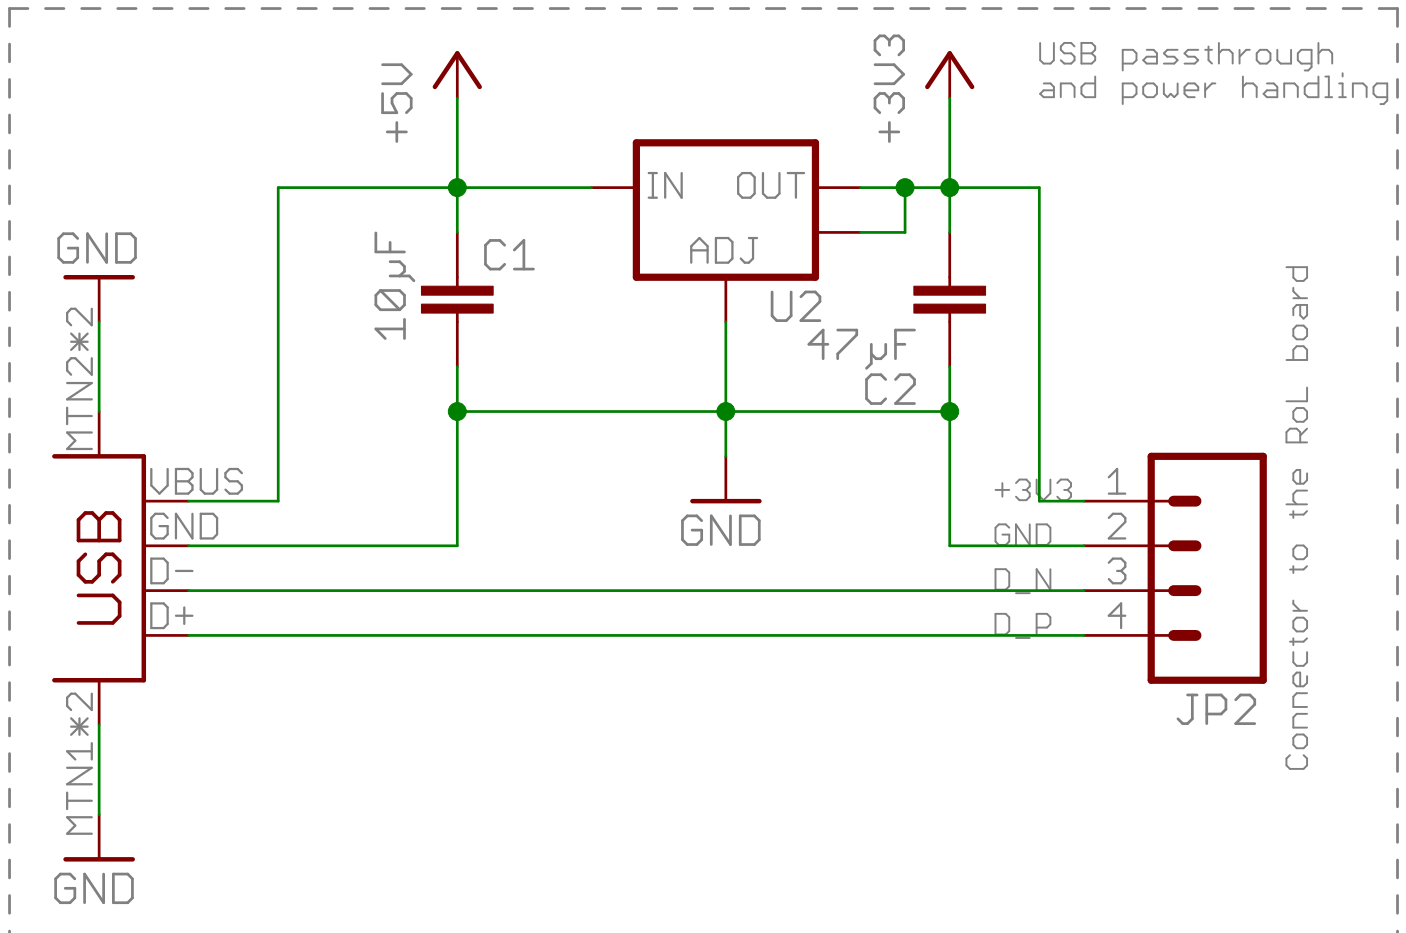 USB passthrough
and power handling
+5V
+3V3
IN
OUT
ADJ
U2
GND
MTN2*2
10µF
C1
47µF
C2
VBUS
GND
D-
D+
USB
GND
+3V3
GND
D_N
D_P
1
2
3
4
JP2
Connector to the RoL board
MTN1*2
GND